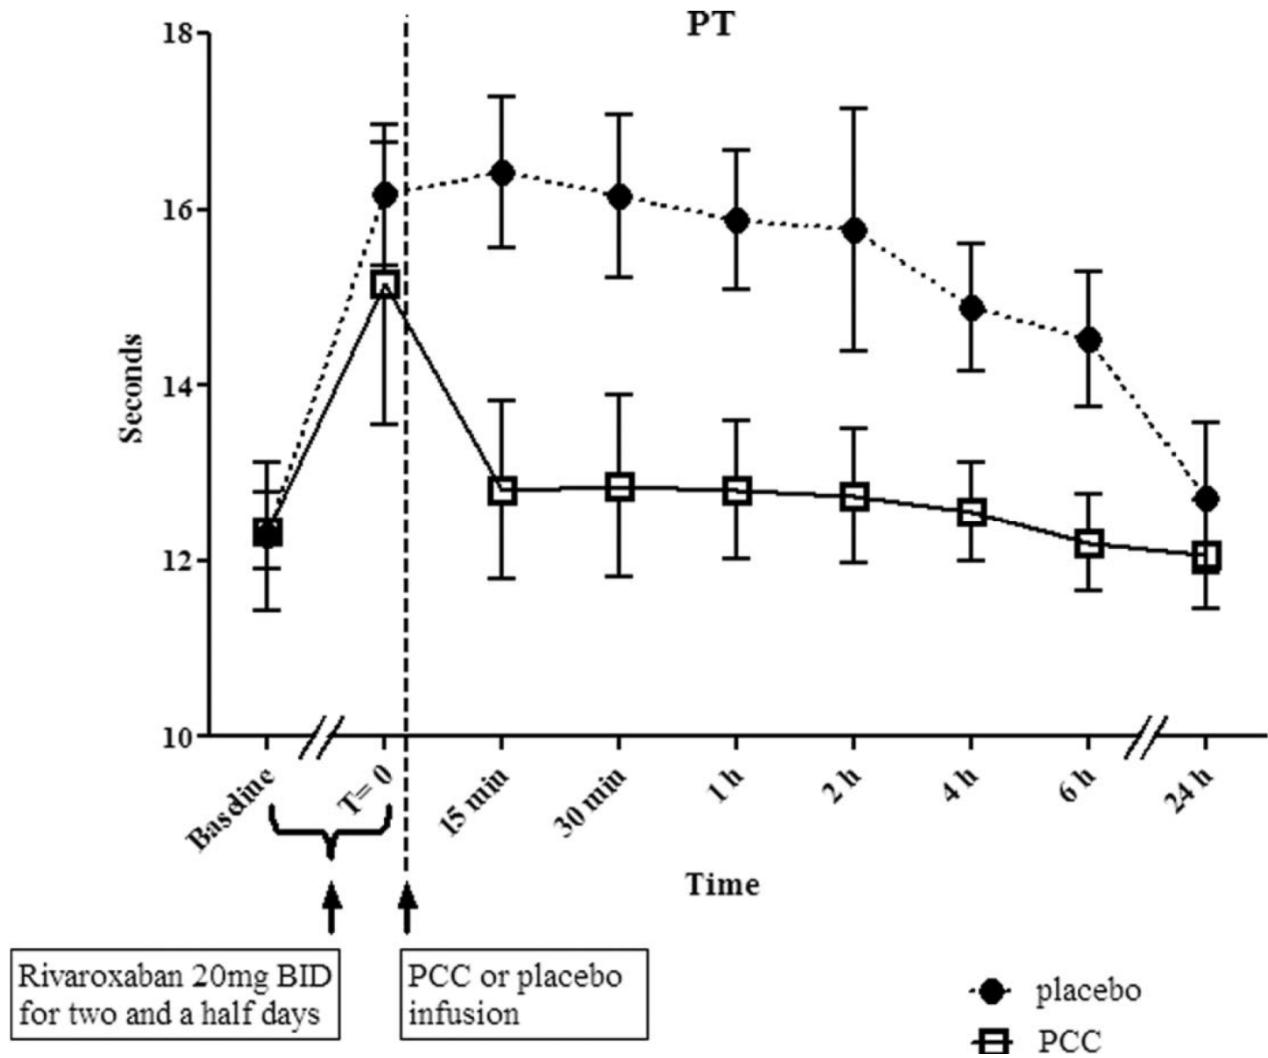 PT
18
16
14
12
10
Seconds
Baseline
T= 0
15 min
30 min
1 h
2 h
4 h
6 h
24 h
Time
Rivaroxaban 20mg BID
for two and a half days
PCC or placebo
infusion
placebo
PCC